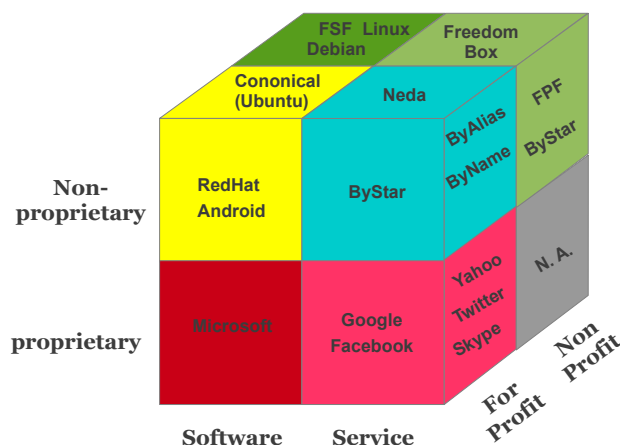 FSF Linux
Debian
Freedom
Box
Cononical
(Ubuntu)
Neda
FPF
ByStar
ByAlias
ByName
Non-
proprietary
RedHat
Android
ByStar
N. A.
Yahoo
Twitter
Skype
proprietary
Microsoft
Google
Facebook
Non
Profit
For
Profit
Software
Service